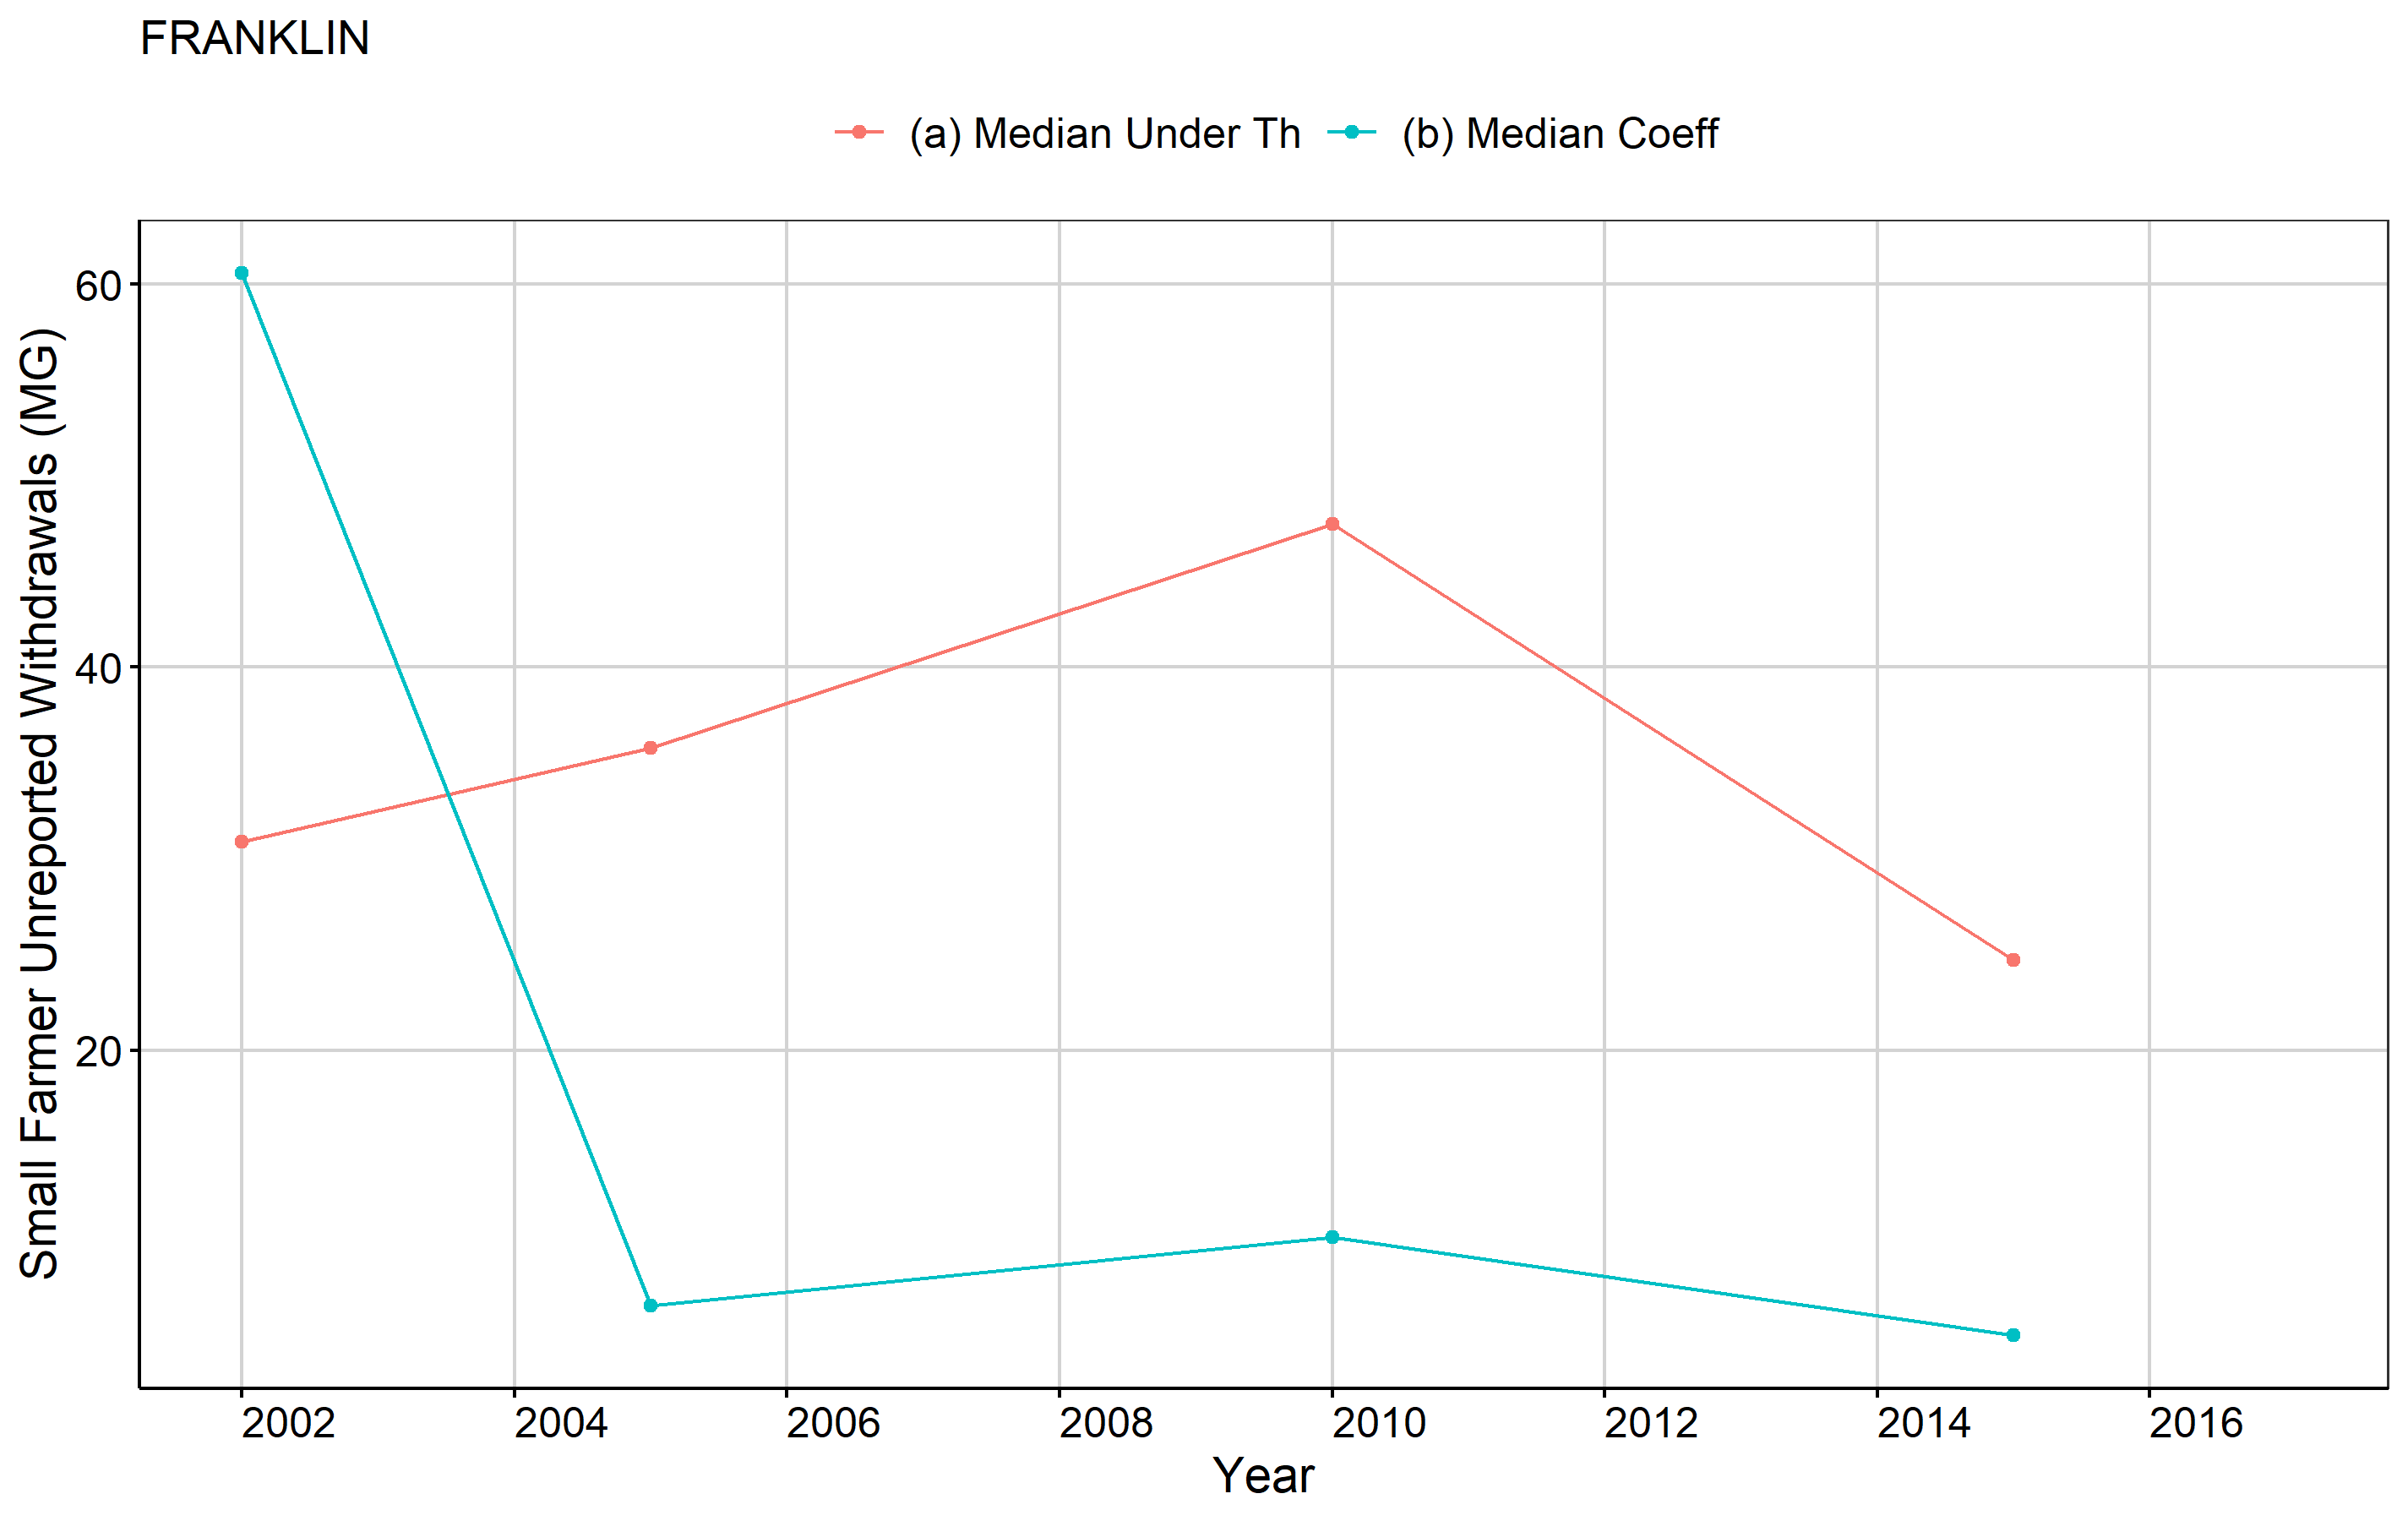 FRANKLIN
(a) Median Under Th (b) Median Coeff
Small Farmer Unreported Withdrawals (MG)
60
40
20
2002 2004 2006 2008 2010 2012 2014 2016
Year